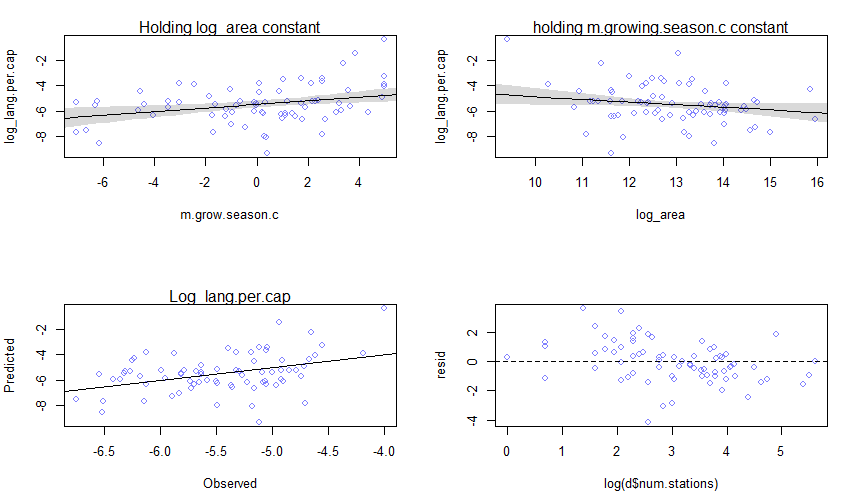 Holding log_area constant
log_lang.per.cap
-2
-4
-6
-8
-6 -4 -2 0 2 4
m.grow.season.c
holding m.growing.season.c constant
log_lang.per.cap
-2
-4
-6
-8
10 11 12 13 14 15 16
log_area
Log_lang.per.cap
Predicted
-2
-4
-6
-8
-6.5 -6.0 -5.5 -5.0 -4.5 -4.0
Observed
resid
2
0
-2
-4
0 1 2 3 4 5
log(d$num.stations)